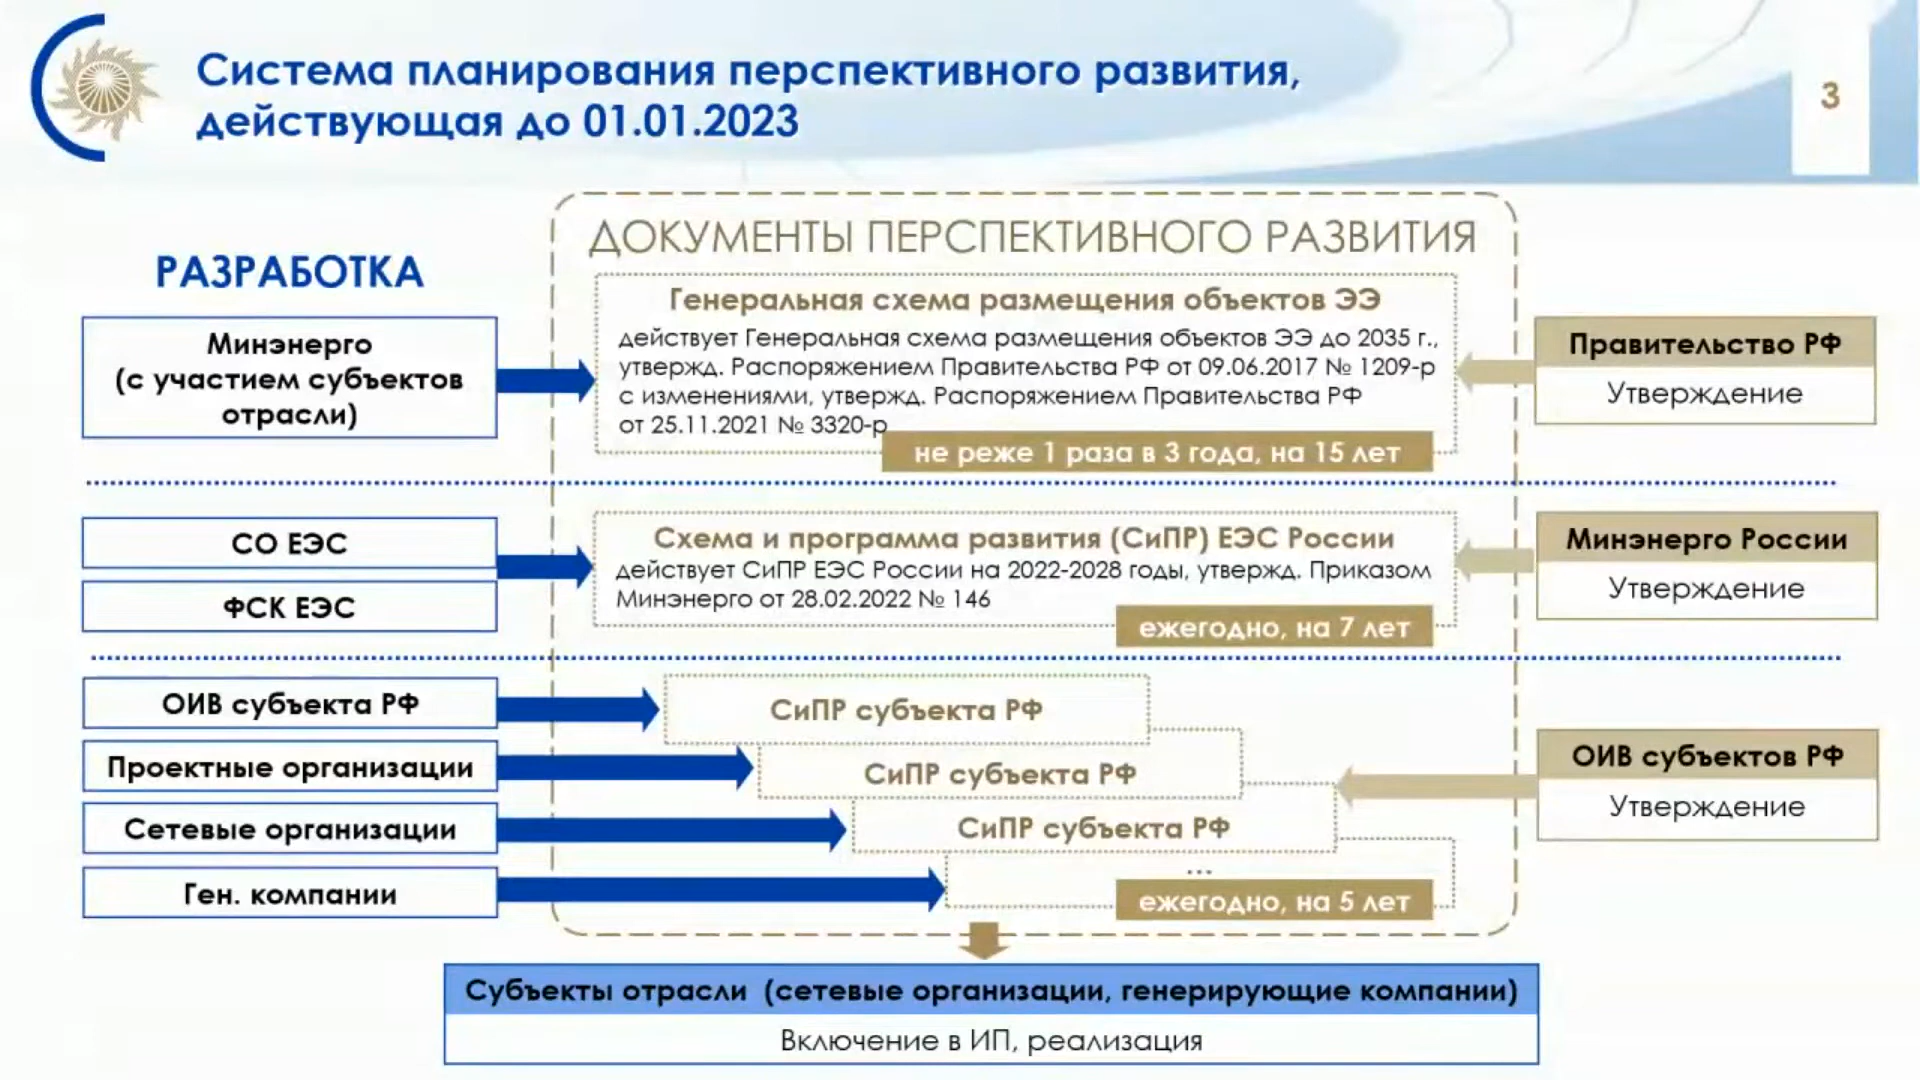 Система планирования перспективного развития,
действующая до 01.01.2023
3
ДОКУМЕНТЫ ПЕРСПЕКТИВНОГО РАЗВИТИЯ
РАЗРАБОТКА
Минэнерго
(с участием субъектов
отрасли)
Генеральная схема размещения объектов ЭЭ
действует Генеральная схема размещения объектов ЭЭ до 2035 г.,
утвержд. Распоряжением Правительства РФ от 09.06.2017 № 1209-р
с изменениями, утвержд. Распоряжением Правительства РФ
от 25.11.2021 № 3320-р
не реже 1 раза в 3 года, на 15 лет
Правительство РФ
Утверждение
СО ЕЭС
ФСК ЕЭС
Схема и программа развития (СиПР) ЕЭС России
действует СиПР ЕЭС России на 2022-2028 годы, утвержд. Приказом
Минэнерго от 28.02.2022 № 146
ежегодно, на 7 лет
Минэнерго России
Утверждение
ОИВ субъекта РФ
Проектные организации
Сетевые организации
Ген. компании
СиПР субъекта РФ
СиПР субъекта РФ
СиПР субъекта РФ
...
ежегодно, на 5 лет
ОИВ субъектов РФ
Утверждение
Субъекты отрасли (сетевые организации, генерирующие компании)
Включение в ИП, реализация